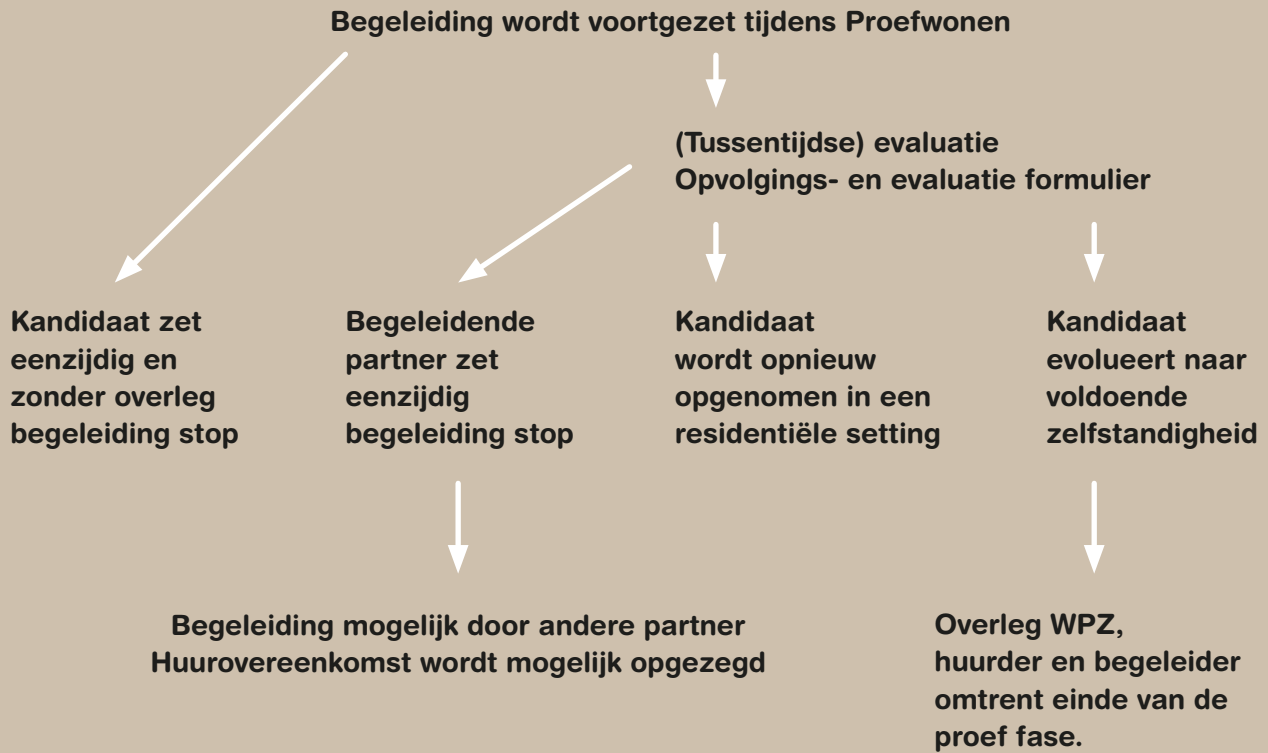 Begeleiding wordt voortgezet tijdens Proefwonen
(Tussentijdse) evaluatie
Opvolgings- en evaluatie formulier
Kandidaat zet
eenzijdig en
zonder overleg
begeleiding stop
Begeleidende
partner zet
eenzijdig
begeleiding stop
Kandidaat
wordt opnieuw
opgenomen in een
residentiële setting
Kandidaat
evolueert naar
voldoende
zelfstandigheid
Begeleiding mogelijk door andere partner
Huurovereenkomst wordt mogelijk opgezegd
Overleg WPZ,
huurder en begeleider
omtrent einde van de
proef fase.